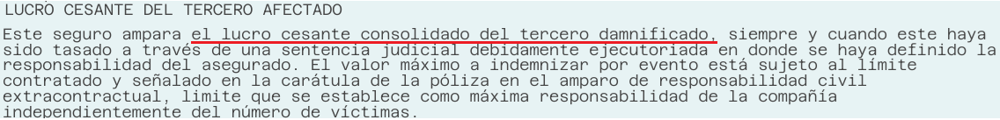 LUCRO CESANTE DEL TERCERO AFECTADO
Este seguro ampara el lucro cesante consolidado del tercero damnificado, siempre y cuando este haya
sido tasado a través de una sentencia judicial debidamente ejecutoriada en donde se haya definido la
responsabilidad del asegurado. El valor máximo a indemnizar por evento está sujeto al límite
contratado y señalado en la carátula de la póliza en el amparo de responsabilidad civil
extracontractual, limite que se establece como máxima responsabilidad de la compañía
independientemente del número de víctimas.